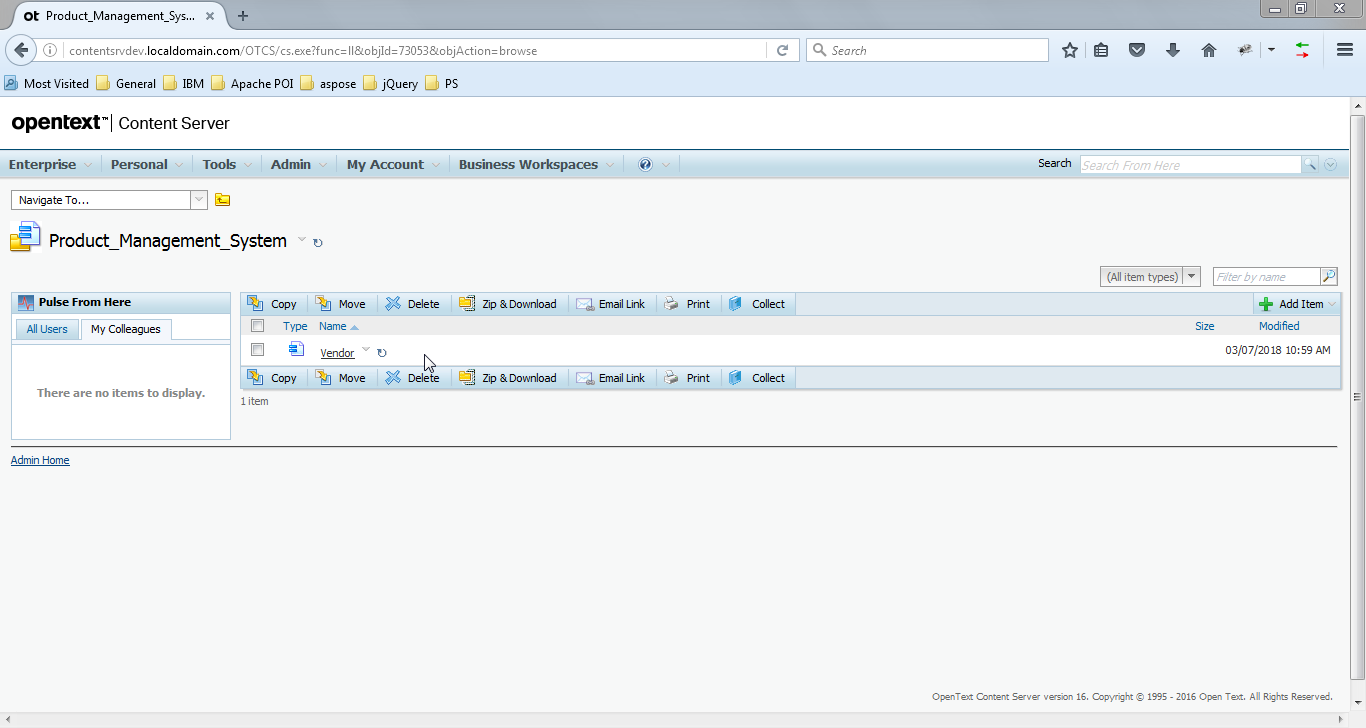 ot Product_Management_Sys...
contentsrvdev.localdomain.com/OTCS/cs.exe?func=ll&objId=73053&objAction=browse
Search
Most Visited General IBM Apache POI aspose jQuery PS
opentext™ | Content Server
Enterprise Personal Tools Admin My Account Business Workspaces ? Search Search From Here
Navigate To...
Product_Management_System
(All item types) Filter by name
Pulse From Here
All Users My Colleagues
There are no items to display.
Copy Move Delete Zip & Download Email Link Print Collect Add Item
Type Name Size Modified
Vendor 03/07/2018 10:59 AM
Copy Move Delete Zip & Download Email Link Print Collect
1 item
Admin Home
OpenText Content Server version 16. Copyright © 1995 - 2016 Open Text. All Rights Reserved.